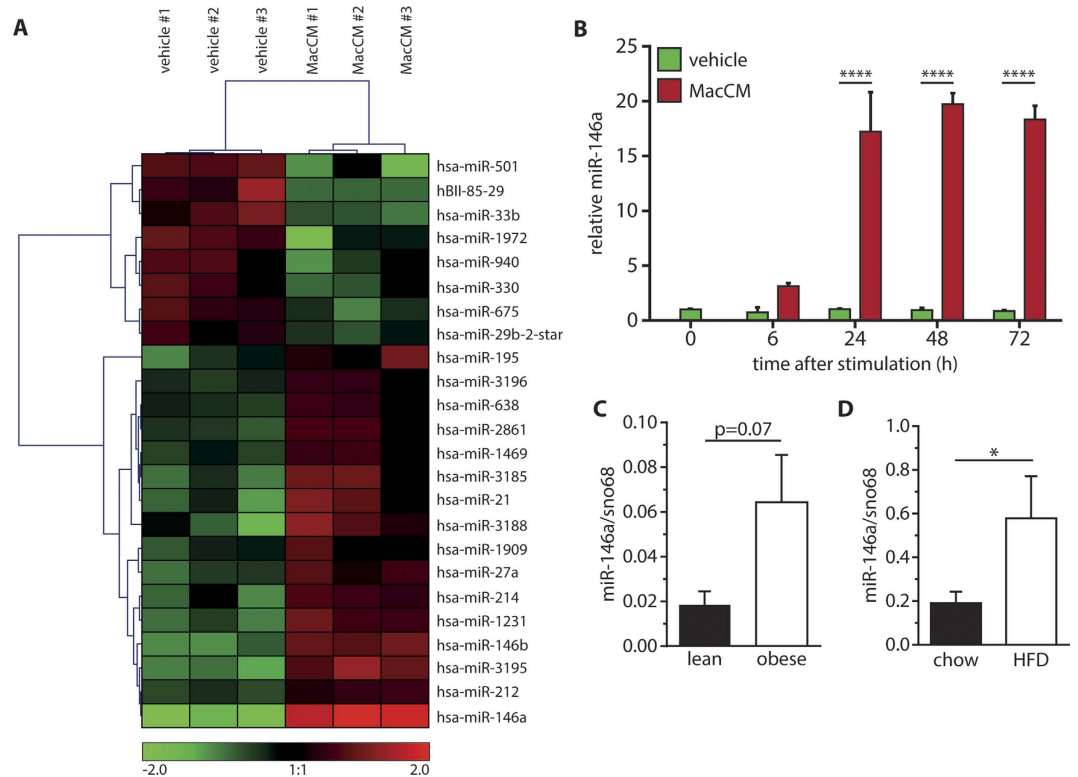 A
vehicle #1
vehicle #2
vehicle #3
MacCM #1
MacCM #2
MacCM #3
hsa-miR-501
hBII-85-29
hsa-miR-33b
hsa-miR-1972
hsa-miR-940
hsa-miR-330
hsa-miR-675
hsa-miR-29b-2-star
hsa-miR-195
hsa-miR-3196
hsa-miR-638
hsa-miR-2861
hsa-miR-1469
hsa-miR-3185
hsa-miR-21
hsa-miR-3188
hsa-miR-1909
hsa-miR-27a
hsa-miR-214
hsa-miR-1231
hsa-miR-146b
hsa-miR-3195
hsa-miR-212
hsa-miR-146a
-2.0 1:1 2.0
B
relative miR-146a
25
20
15
10
5
0
vehicle
MacCM
**** **** ****
0 6 24 48 72
time after stimulation (h)
C
miR-146a/sno68
0.10
0.08
0.06
0.04
0.02
0.00
p=0.07
lean obese
D
miR-146a/sno68
1.0
0.8
0.6
0.4
0.2
0.0
*
chow HFD